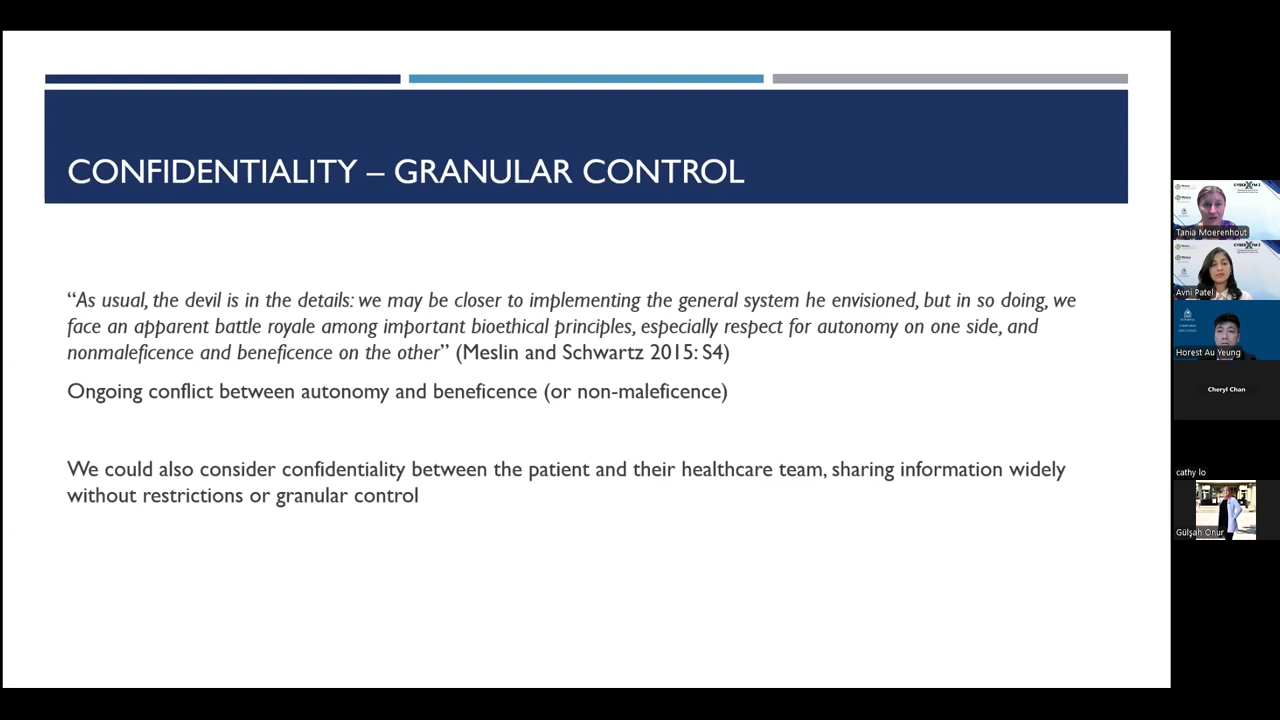 CONFIDENTIALITY – GRANULAR CONTROL
“As usual, the devil is in the details: we may be closer to implementing the general system he envisioned, but in so doing, we
face an apparent battle royale among important bioethical principles, especially respect for autonomy on one side, and
nonmaleficence and beneficence on the other” (Meslin and Schwartz 2015: S4)
Ongoing conflict between autonomy and beneficence (or non-maleficence)
We could also consider confidentiality between the patient and their healthcare team, sharing information widely
without restrictions or granular control
Tania Moerenhout
Avni Patel
Horest Au Yeung
Cheryl Chan
cathy lo
Gülşah Onur